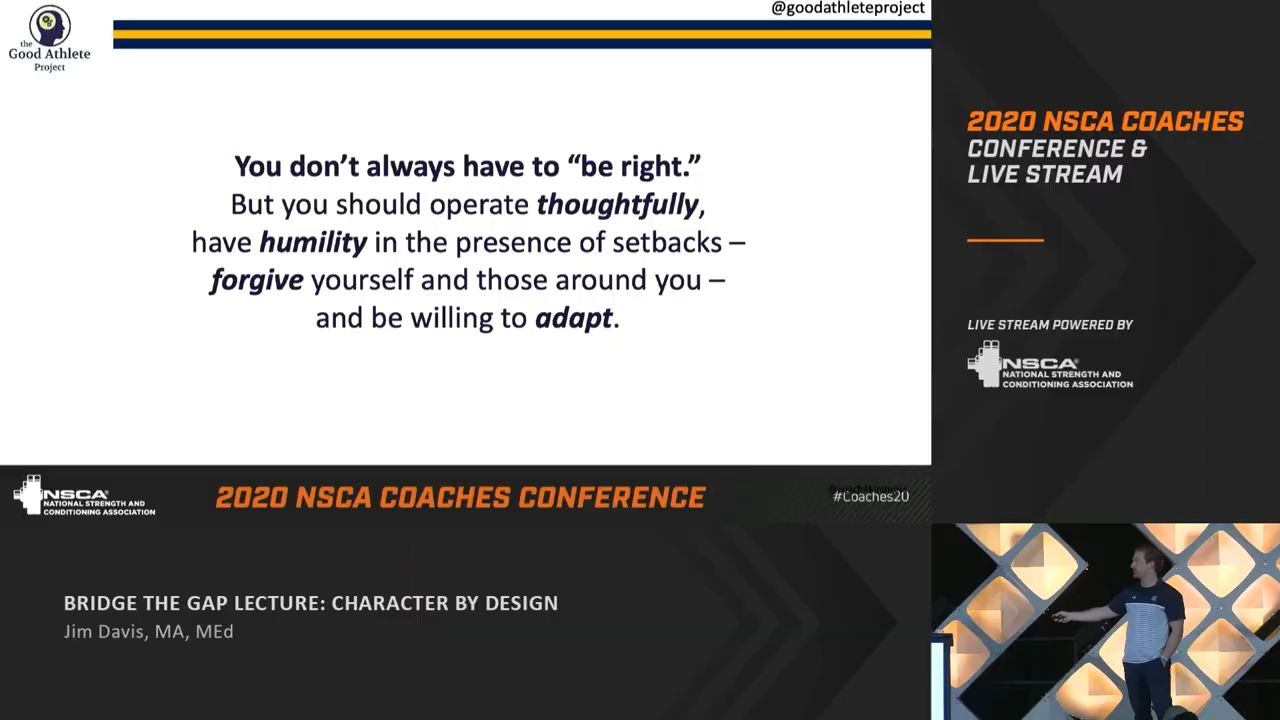 @goodathleteproject
the
Good Athlete
Project
You don’t always have to “be right.”
But you should operate thoughtfully,
have humility in the presence of setbacks –
forgive yourself and those around you –
and be willing to adapt.
2020 NSCA COACHES
CONFERENCE &
LIVE STREAM
LIVE STREAM POWERED BY
NSCA®
NATIONAL STRENGTH AND
CONDITIONING ASSOCIATION
NSCA®
NATIONAL STRENGTH AND
CONDITIONING ASSOCIATION
2020 NSCA COACHES CONFERENCE
#Coaches20
BRIDGE THE GAP LECTURE: CHARACTER BY DESIGN
Jim Davis, MA, MEd